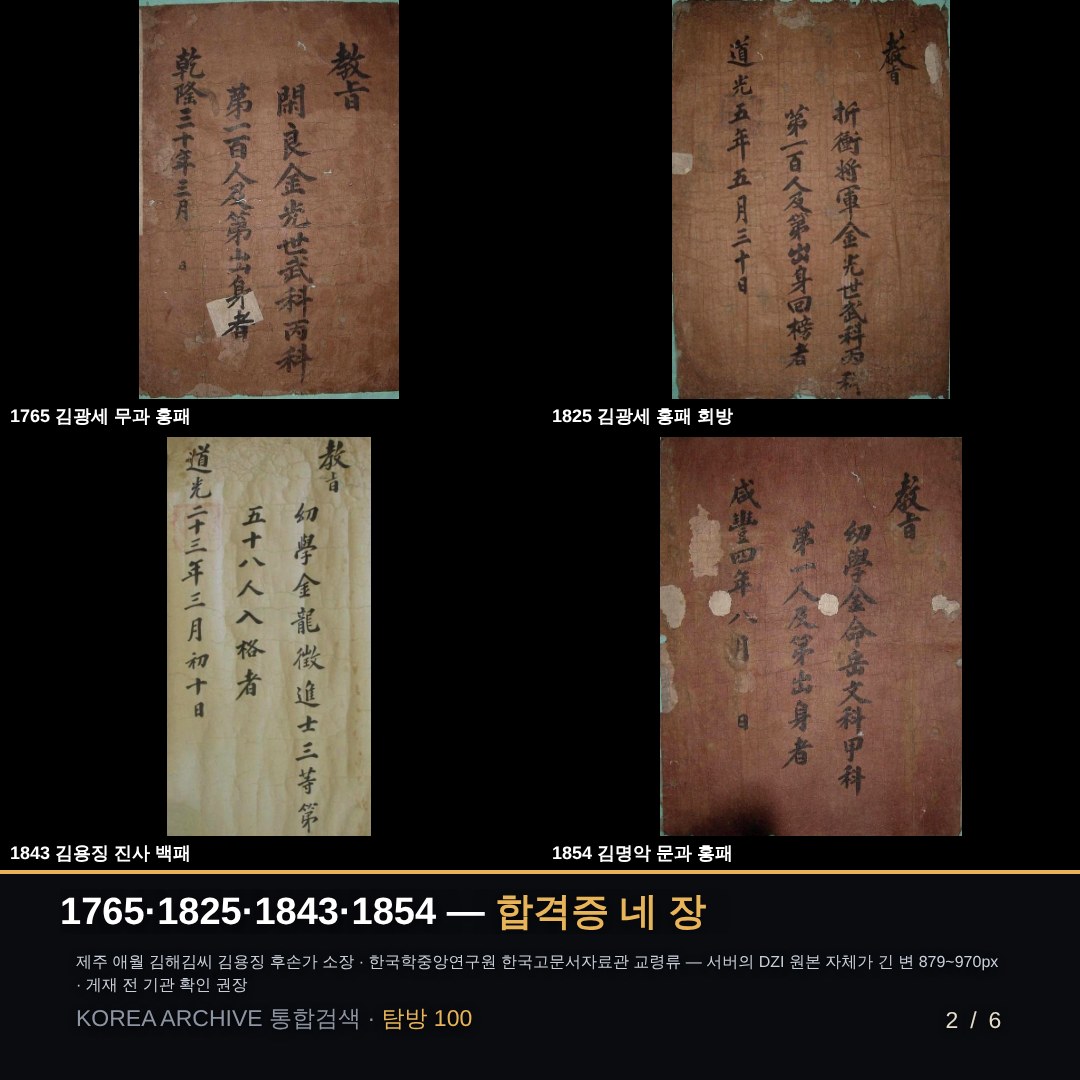 教旨
閑良金光世武科丙科
第二百人及第出身者
乾隆三十年三月 日
教旨
折衝將軍金光世武科丙科
第一百人及第出身回榜者
道光五年五月三十日
1765 김광세 무과 홍패
1825 김광세 홍패 회방
教旨
幼學金龍徵進士三等第
五十八人入格者
道光二十三年三月初十日
教旨
幼學金命岳文科甲科
第一人及第出身者
咸豐四年八月 日
1843 김용징 진사 백패
1854 김명악 문과 홍패
1765·1825·1843·1854 — 합격증 네 장
제주 애월 김해김씨 김용징 후손가 소장 · 한국학중앙연구원 한국고문서자료관 교령류 — 서버의 DZI 원본 자체가 긴 변 879~970px
· 게재 전 기관 확인 권장
KOREA ARCHIVE 통합검색 · 탐방 100
2 / 6